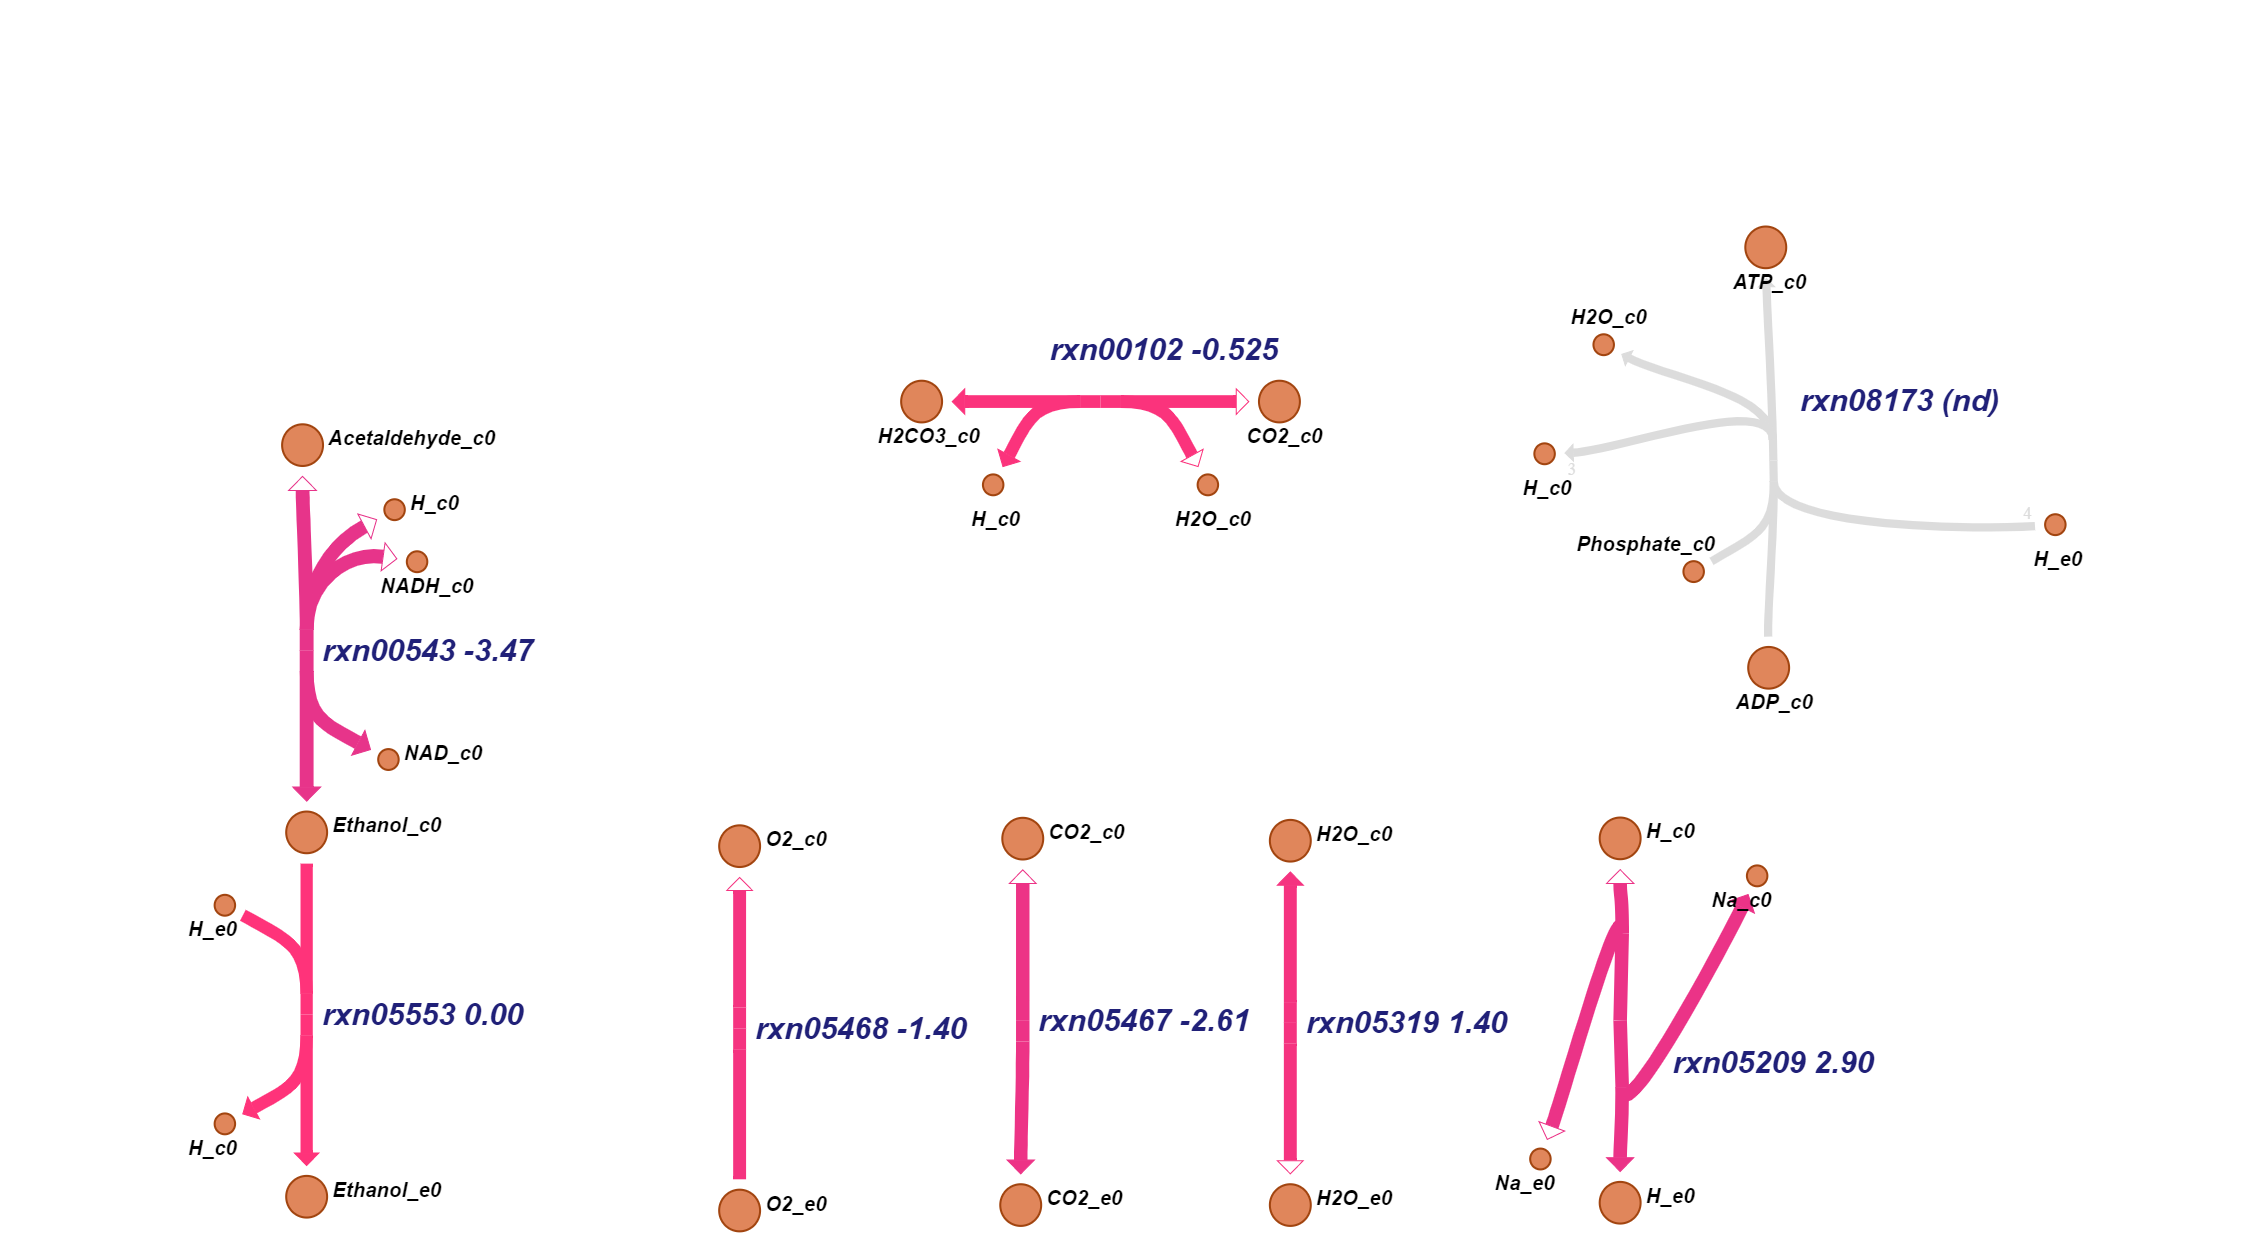 ATP_c0
H2O_c0
rxn00102 -0.525
rxn08173 (nd)
H2CO3_c0
CO2_c0
Acetaldehyde_c0
3
H_c0
H_c0
NADH_c0
H_c0
H2O_c0
4
Phosphate_c0
H_e0
rxn00543 -3.47
ADP_c0
NAD_c0
Ethanol_c0
O2_c0
CO2_c0
H2O_c0
H_c0
Na_c0
H_e0
rxn05553 0.00
rxn05468 -1.40
rxn05467 -2.61
rxn05319 1.40
rxn05209 2.90
H_c0
Ethanol_e0
O2_e0
CO2_e0
H2O_e0
Na_e0
H_e0